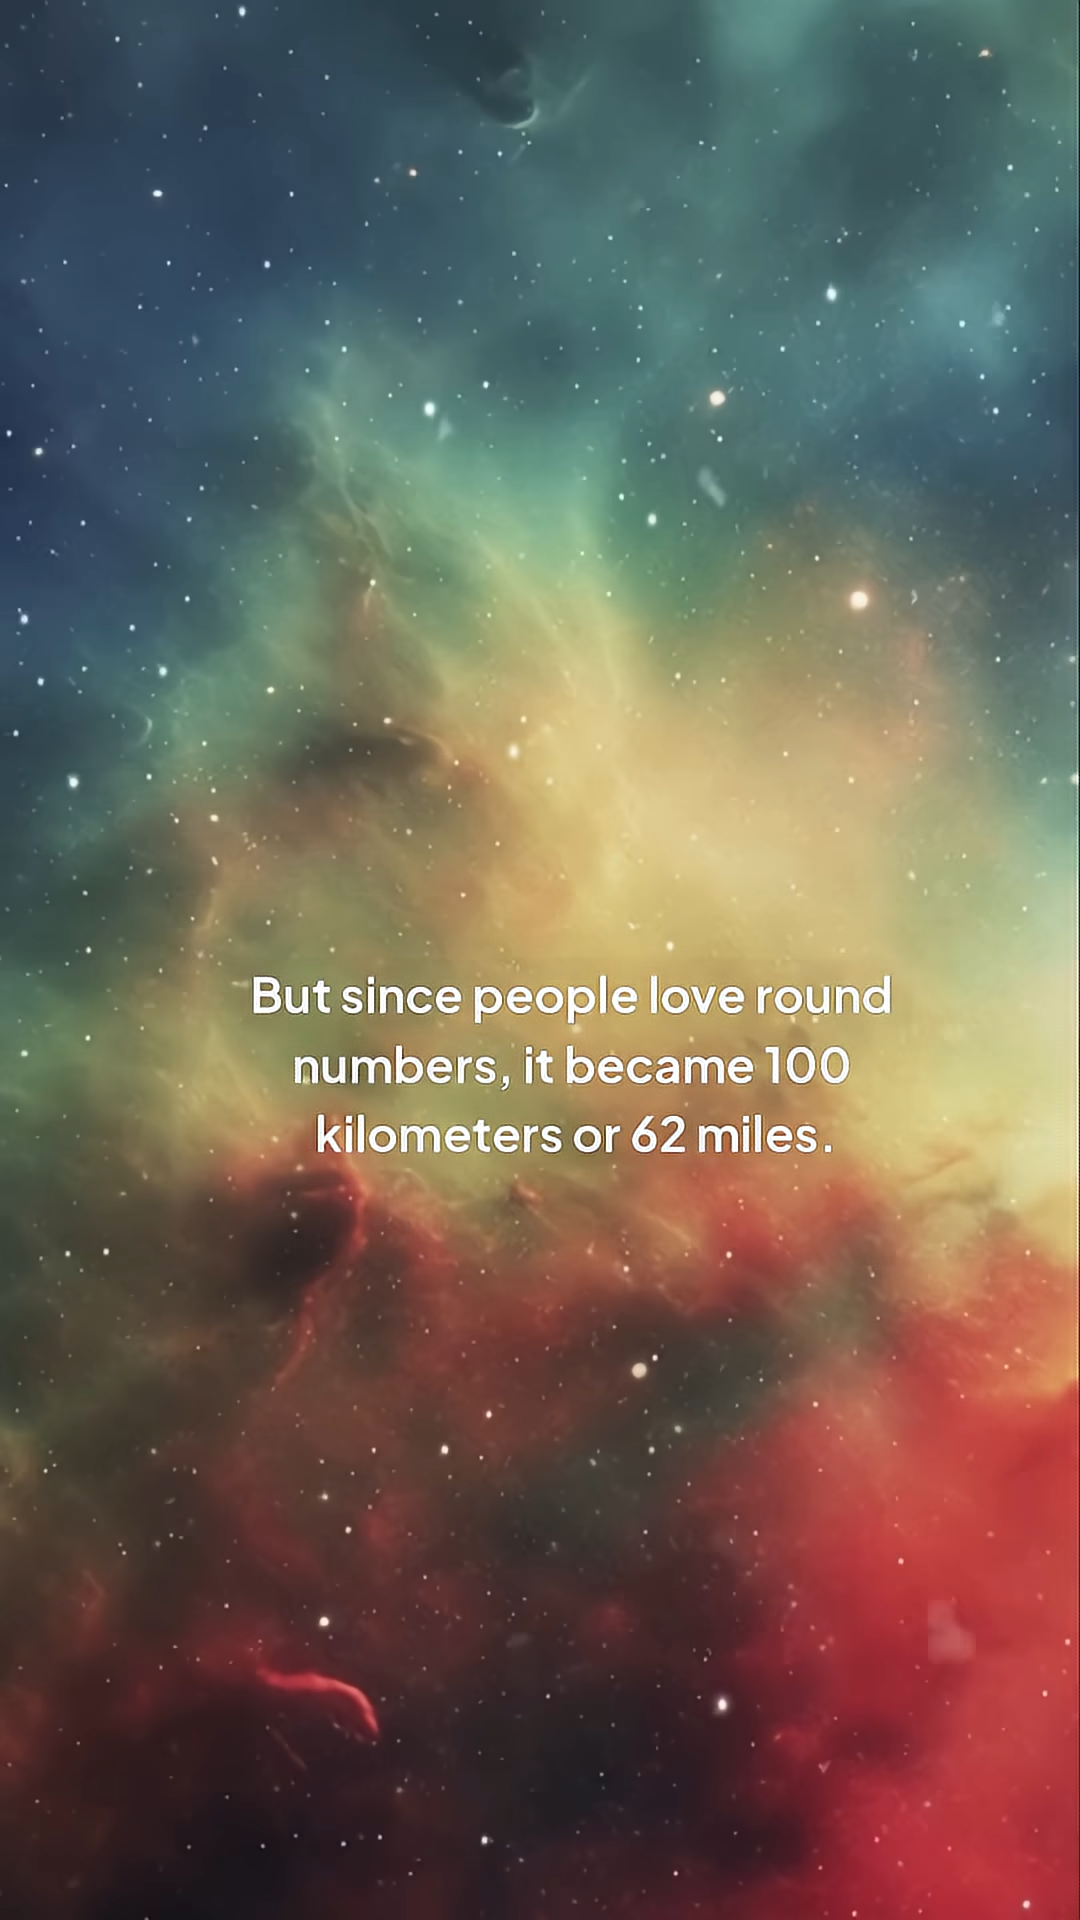 But since people love round
numbers, it became 100
kilometers or 62 miles.